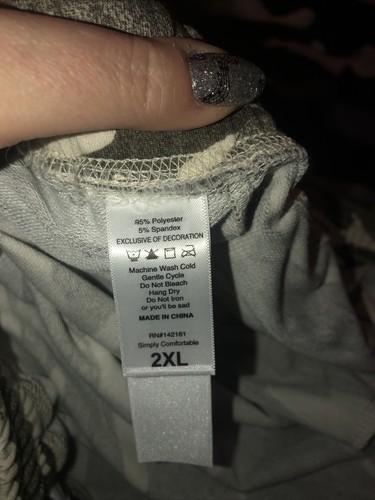 95% Polyester
5% Spandex
EXCLUSIVE OF DECORATION
Machine Wash Cold
Gentle Cycle
Do Not Bleach
Hang Dry
Do Not Iron
or you'll be sad
MADE IN CHINA
RN#142161
Simply Comfortable
2XL